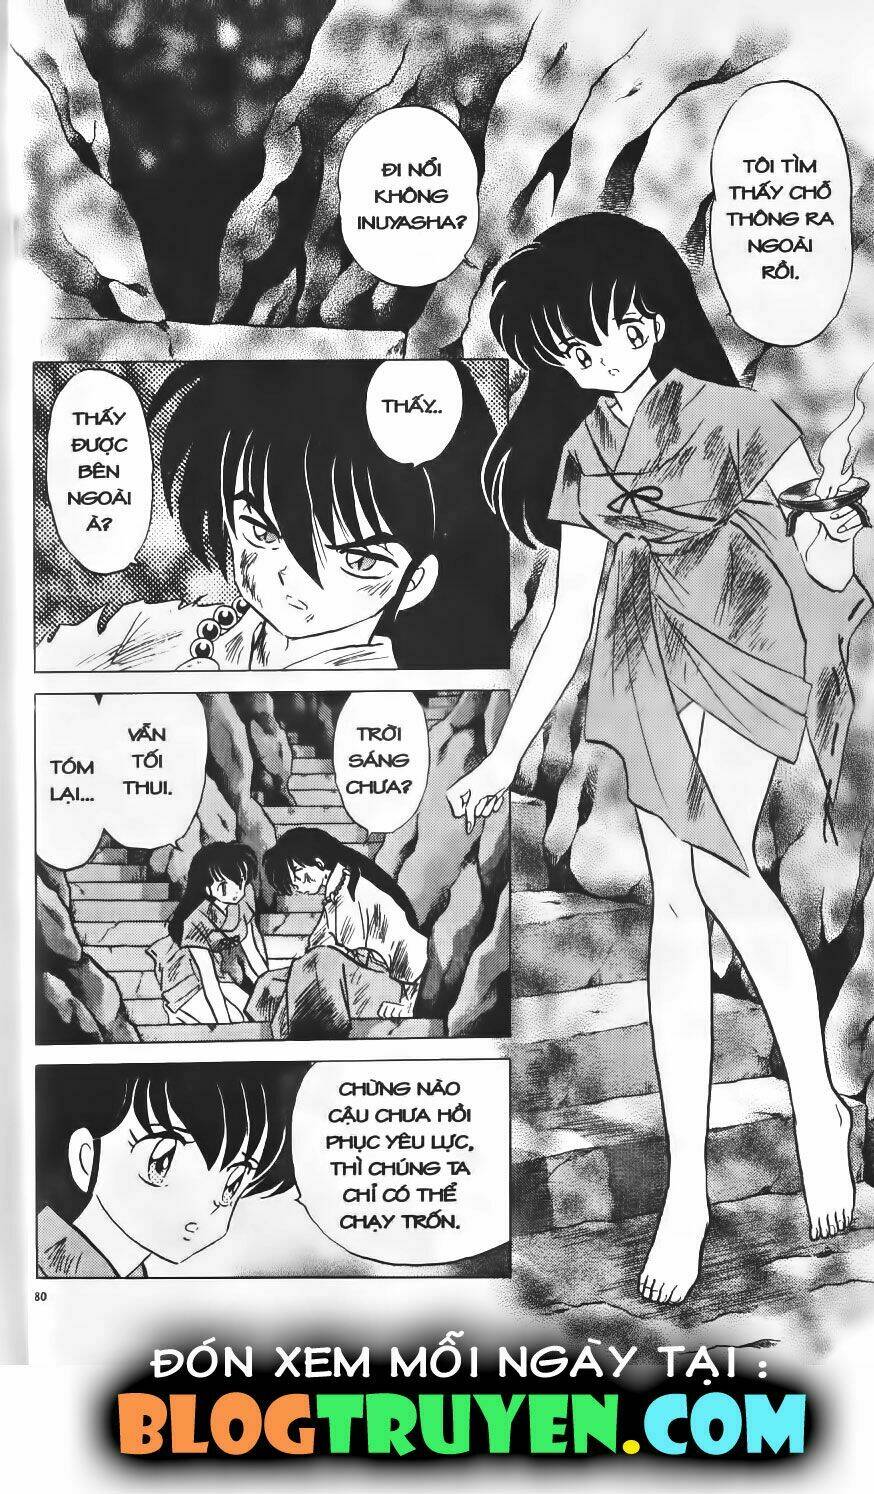 TÔI TÌM
THẤY CHỖ
THÔNG RA
NGOÀI
RỒI.
ĐI NỔI
KHÔNG
INUYASHA?
THẤY...
THẤY
ĐƯỢC
BÊN
NGOÀI
À?
TRỜI
SÁNG
CHƯA?
VẪN
TỐI
THUI.
TÓM
LẠI...
CHỪNG NÀO
CẬU CHƯA HỒI
PHỤC YÊU LỰC,
THÌ CHÚNG TA
CHỈ CÓ THỂ
CHẠY TRỐN.
80
ĐÓN XEM MỖI NGÀY TẠI :
BLOGTRUYEN.COM